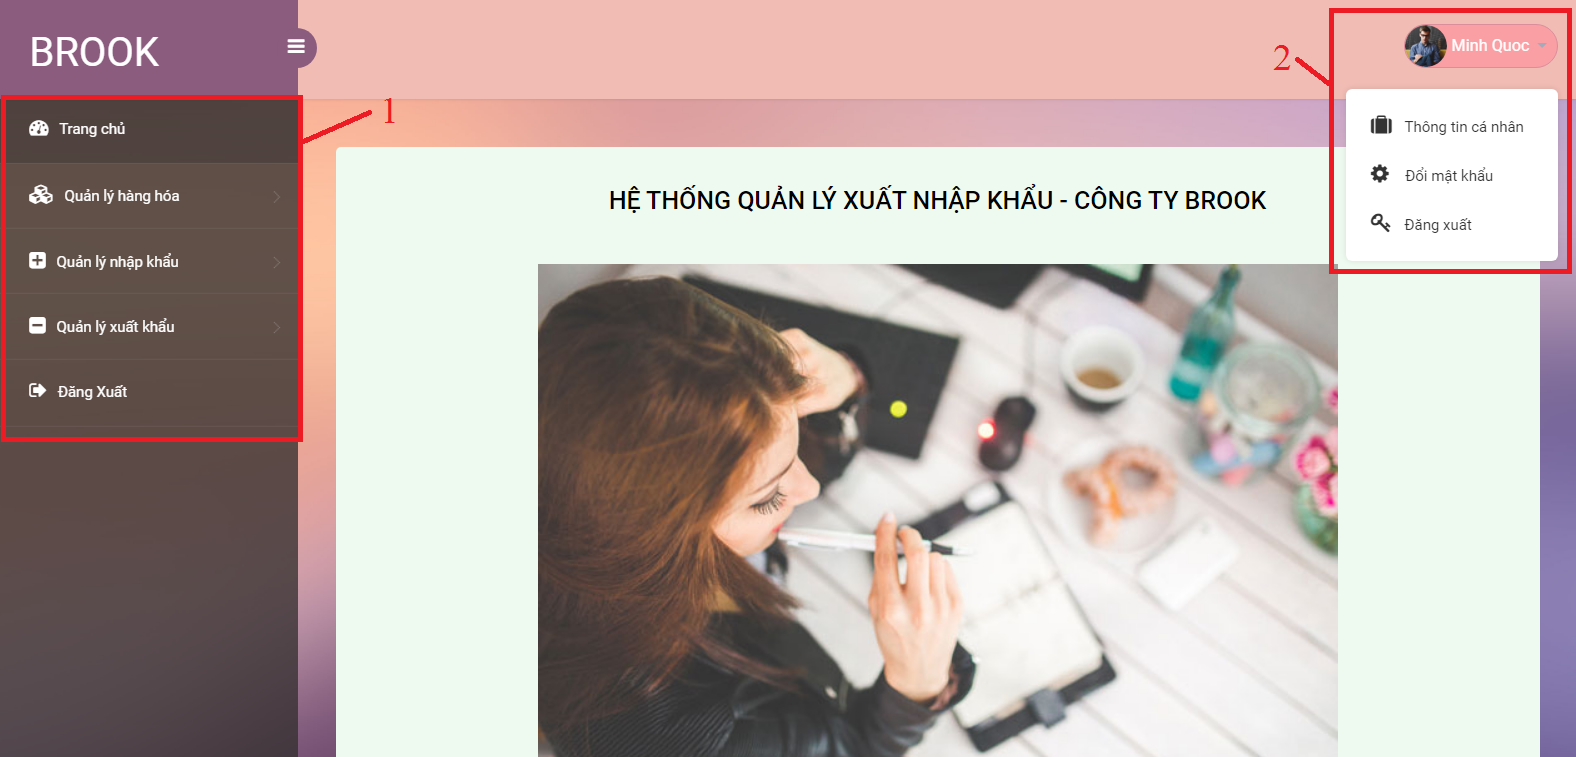 BROOK
Minh Quoc
2
1
Trang chủ
Quản lý hàng hóa
Quản lý nhập khẩu
Quản lý xuất khẩu
Đăng Xuất
Thông tin cá nhân
Đổi mật khẩu
Đăng xuất
HỆ THỐNG QUẢN LÝ XUẤT NHẬP KHẨU - CÔNG TY BROOK